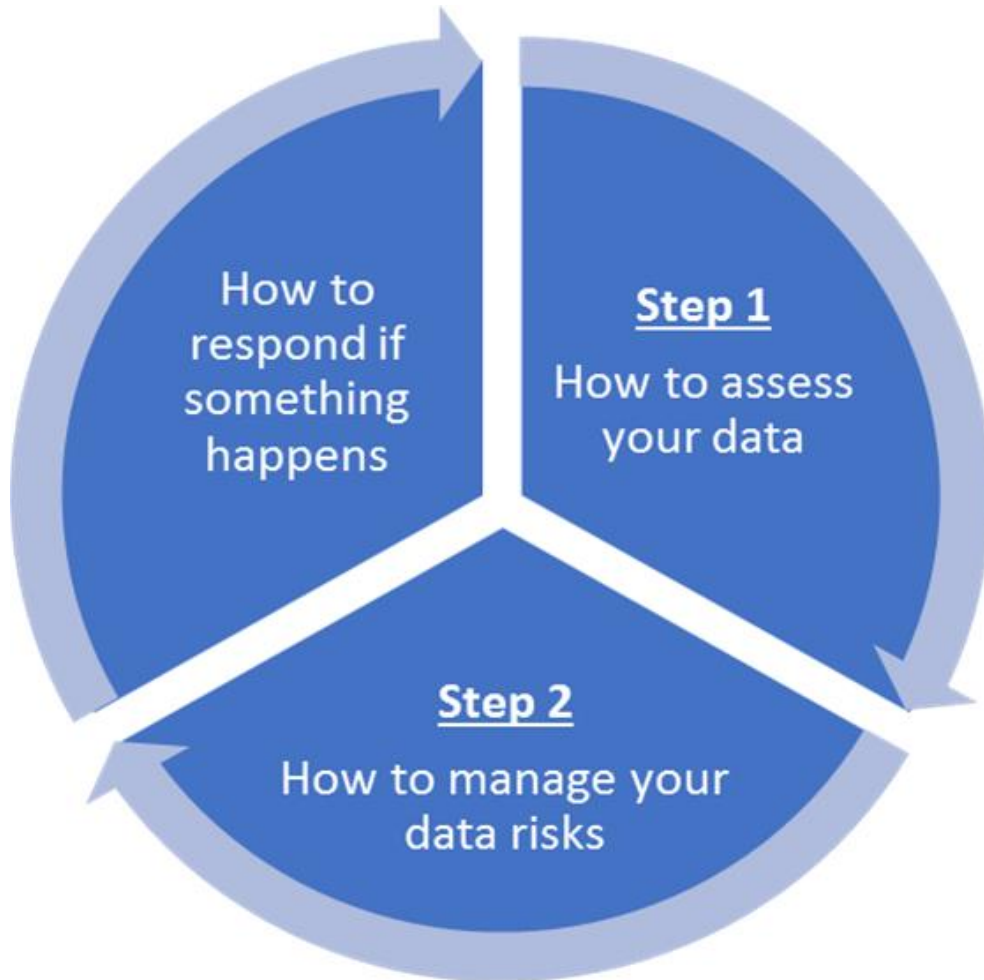 Step 1
How to assess
your data
Step 2
How to manage your
data risks
How to
respond if
something
happens